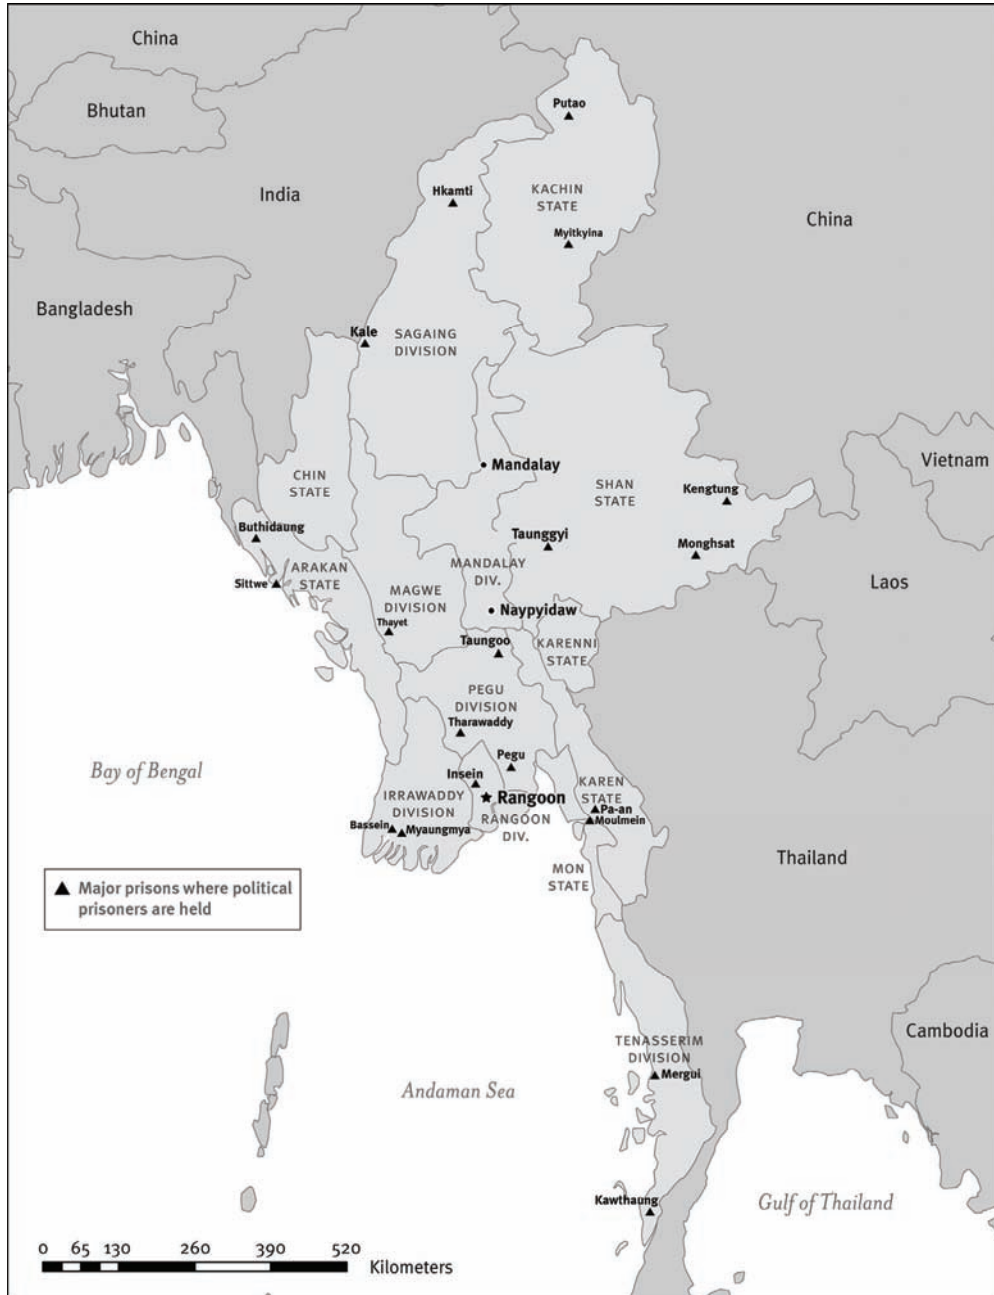 China
Bhutan
India
Bangladesh
Putao
Hkamti
KACHIN
STATE
Myitkyina
China
Kale
SAGAING
DIVISION
Mandalay
CHIN
STATE
SHAN
STATE
Kengtung
Vietnam
Buthidaung
Taunggyi
Monghsat
Sittwe
ARAKAN
STATE
MANDALAY
DIV.
MAGWE
DIVISION
Laos
Thayet
Naypyidaw
Taungoo
KARENNI
STATE
PEGU
DIVISION
Tharawaddy
Pegu
Bay of Bengal
Insein
IRRAWADDY
DIVISION
Rangoon
RANGOON
DIV.
KAREN
STATE
Pa-an
Moulmein
Bassein
Myaungmya
MON
STATE
Thailand
Major prisons where political
prisoners are held
Cambodia
TENASSERIM
DIVISION
Mergui
Andaman Sea
Kawthaung
Gulf of Thailand
0 65 130 260 390 520
Kilometers